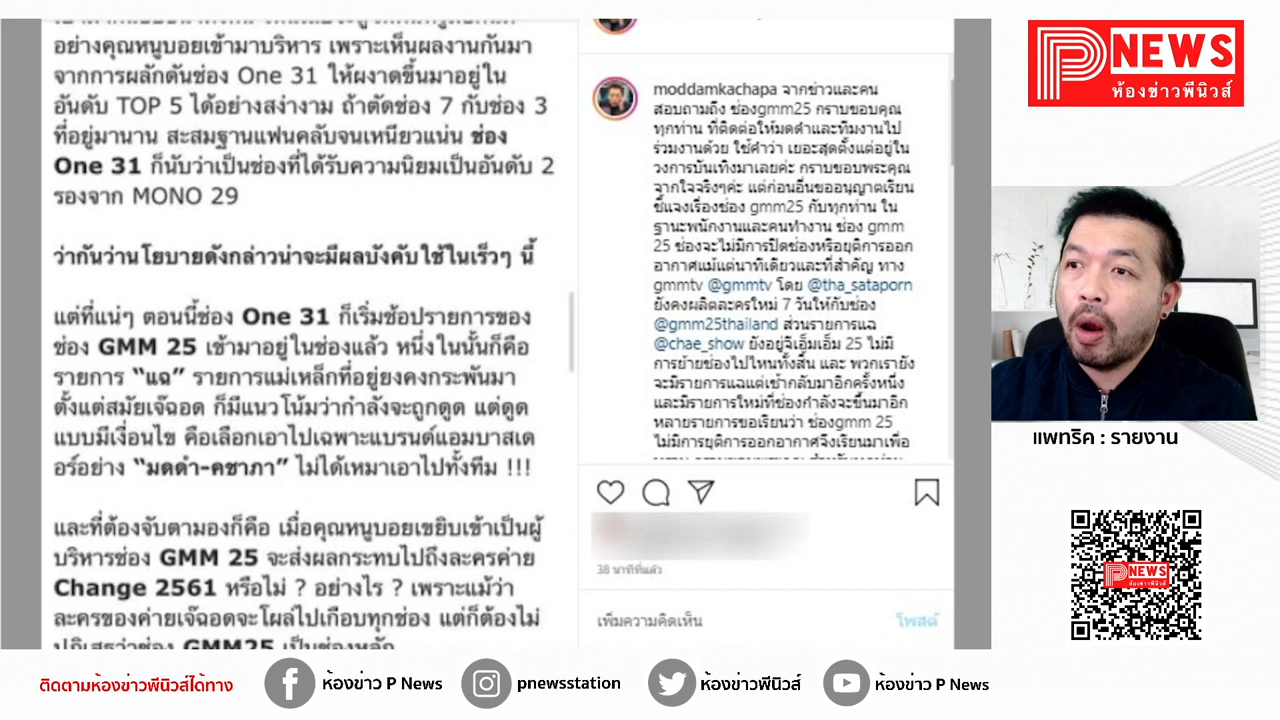 อย่างคุณหนูบอยเข้ามาบริหาร เพราะเห็นผลงานกันมา
จากการผลักดันช่อง One 31 ให้ผงาดขึ้นมาอยู่ใน
อันดับ TOP 5 ได้อย่างสง่างาม ถ้าตัดช่อง 7 กับช่อง 3
ที่อยู่มานาน สะสมฐานแฟนคลับจนเหนียวแน่น ช่อง
One 31 ก็นับว่าเป็นช่องที่ได้รับความนิยมเป็นอันดับ 2
รองจาก MONO 29
ว่ากันว่านโยบายดังกล่าวน่าจะมีผลบังคับใช้ในเร็วๆ นี้
แต่ที่แน่ๆ ตอนนี้ช่อง One 31 ก็เริ่มช้อปรายการของ
ช่อง GMM 25 เข้ามาอยู่ในช่องแล้ว หนึ่งในนั้นก็คือ
รายการ “แฉ” รายการแม่เหล็กที่อยู่ยงคงกระพันมา
ตั้งแต่สมัยเจ๊ฉอด ก็มีแนวโน้มว่ากำลังจะถูกดูด แต่ดูด
แบบมีเงื่อนไข คือเลือกเอาไปเฉพาะแบรนด์แอมบาสเด
อร์อย่าง “มดดำ-คชาภา” ไม่ได้เหมาเอาไปทั้งทีม !!!
และที่ต้องจับตามองก็คือ เมื่อคุณหนูบอยเขยิบเข้าเป็นผู้
บริหารช่อง GMM 25 จะส่งผลกระทบไปถึงละครค่าย
Change 2561 หรือไม่ ? อย่างไร ? เพราะแม้ว่า
ละครของค่ายเจ๊ฉอดจะโผล่ไปเกือบทุกช่อง แต่ก็ต้องไม่
ปฏิเสธว่าช่อง GMM25 เป็นช่องหลัก
moddamkachapa จากข่าวและคน
สอบถามถึง ช่องgmm25 กราบขอบคุณ
ทุกท่าน ที่ติดต่อให้มดดำและทีมงานไป
ร่วมงานด้วย ใช้คำว่า เยอะสุดตั้งแต่อยู่ใน
วงการบันเทิงมาเลยค่ะ กราบขอบพระคุณ
จากใจจริงๆค่ะ แต่ก่อนอื่นขออนุญาตเรียน
ชี้แจงเรื่องช่อง gmm25 กับทุกท่าน ใน
ฐานะพนักงานและคนทำงาน ช่อง gmm
25 ช่องจะไม่มีการปิดช่องหรือยุติการออก
อากาศแม้แต่นาทีเดียวและที่สำคัญ ทาง
gmmtv @gmmtv โดย @tha_sataporn
ยังคงผลิตละครใหม่ 7 วันให้กับช่อง
@gmm25thailand ส่วนรายการแฉ
@chae_show ยังอยู่จีเอ็มเอ็ม 25 ไม่มี
การย้ายช่องไปไหนทั้งสิ้น และ พวกเรายัง
จะมีรายการแฉแต่เช้ากลับมาอีกครั้งหนึ่ง
และมีรายการใหม่ที่ช่องกำลังจะขึ้นมาอีก
หลายรายการขอเรียนว่า ช่องgmm 25
ไม่มีการยุติการออกอากาศจึงเรียนมาเพื่อ
38 นาทีที่แล้ว
เพิ่มความคิดเห็น
โพสต์
P NEWS
ห้องข่าวพีนิวส์
แพทริค : รายงาน
P NEWS
ห้องข่าวพีนิวส์
ติดตามห้องข่าวพีนิวส์ได้ทาง
ห้องข่าว P News
pnewsstation
ห้องข่าวพีนิวส์
ห้องข่าว P News